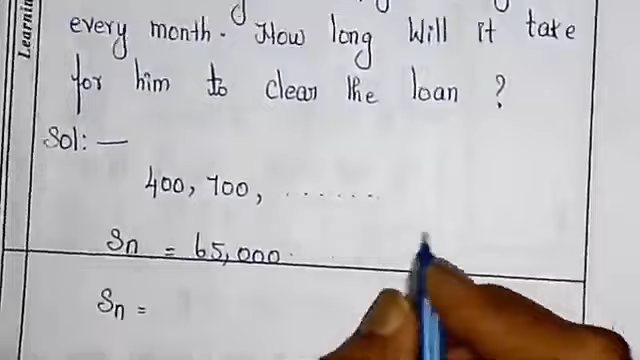 Learnin
every month. How long will it take
for him to clear the loan ?
Sol: —
400, 700, .......
Sn = 65,000.
Sn =